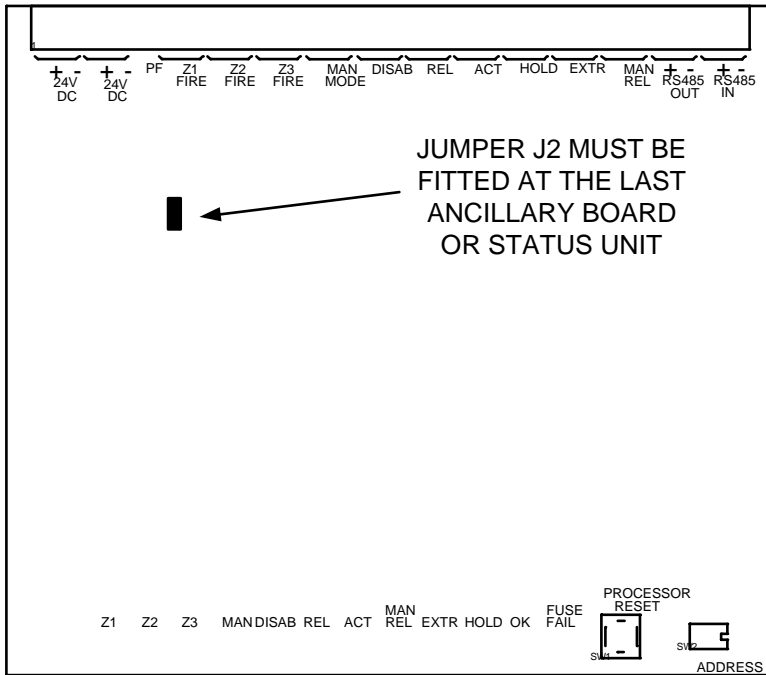 1
+ - + - PF Z1 Z2 Z3 MAN DISAB REL ACT HOLD EXTR MAN + - + -
24V 24V FIRE FIRE FIRE MODE REL RS485 RS485
DC DC OUT IN
JUMPER J2 MUST BE
FITTED AT THE LAST
ANCILLARY BOARD
OR STATUS UNIT
PROCESSOR
RESET
MAN FUSE
Z1 Z2 Z3 MAN DISAB REL ACT REL EXTR HOLD OK FAIL
SW1 SW2
ADDRESS